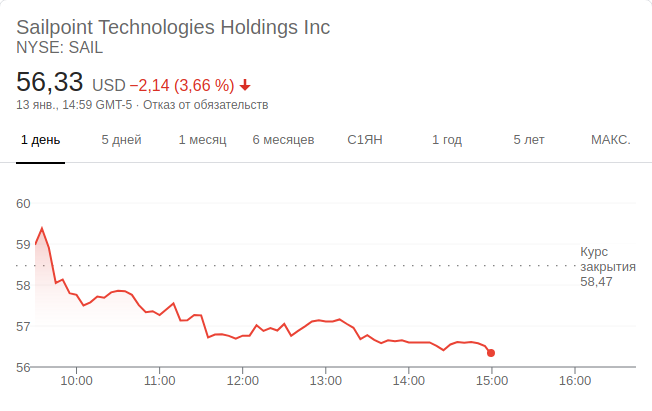 Sailpoint Technologies Holdings Inc
NYSE: SAIL
56,33 USD −2,14 (3,66 %)
13 янв., 14:59 GMT-5 · Отказ от обязательств
1 день 5 дней 1 месяц 6 месяцев С1ЯН 1 год 5 лет МАКС.
60
59
Курс
закрытия
58,47
58
57
56
10:00 11:00 12:00 13:00 14:00 15:00 16:00